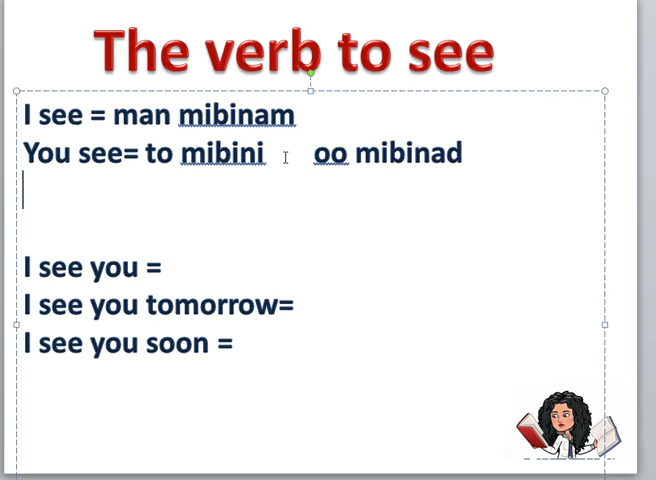 The verb to see
I see = man mibinam
You see= to mibini oo mibinad
I see you =
I see you tomorrow=
I see you soon =